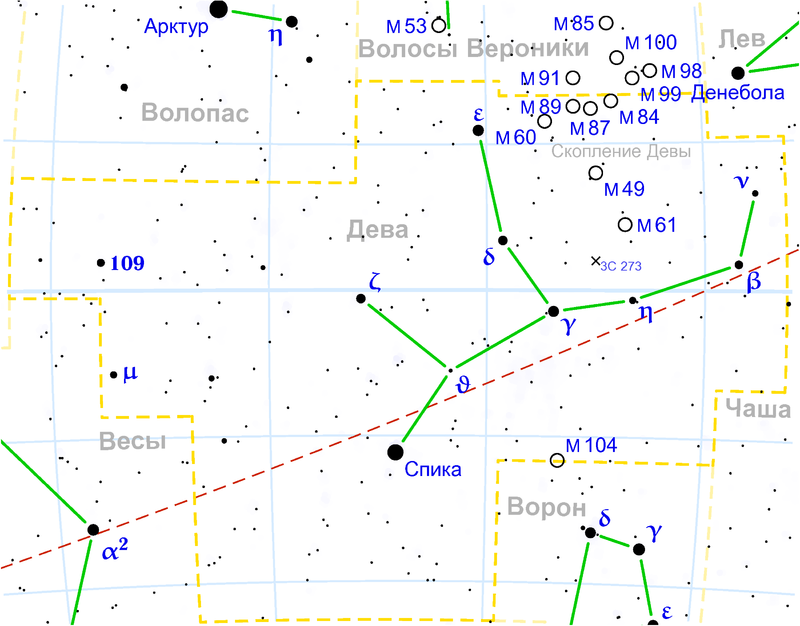 M 53
M 85
Арктур
η
Волосы Вероники
M 100
Лев
M 91
M 98
M 99
Денебола
Волопас
ε
M 89
M 84
M 60
M 87
Скопление Девы
M 49
ν
M 61
Дева
δ
109
3C 273
ζ
β
γ
η
μ
ϑ
Чаша
Весы
M 104
Спика
Ворон
δ
γ
α²
ε